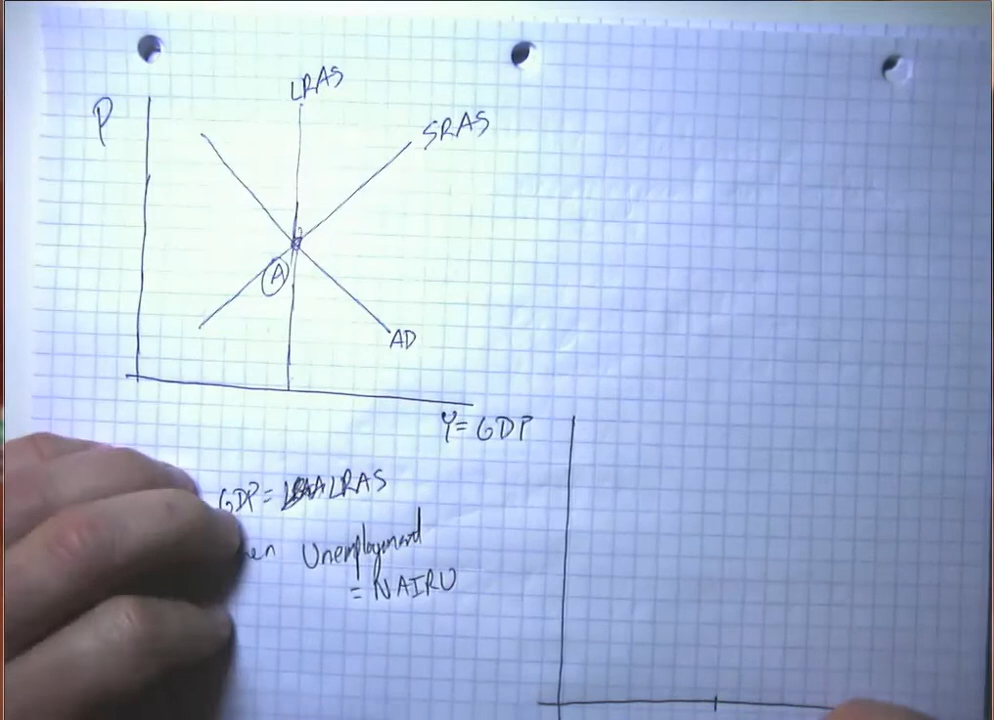 LRAS
P
SRAS
A
AD
Y= GDP
GDP= LRAS
Unemployment
= NAIRU